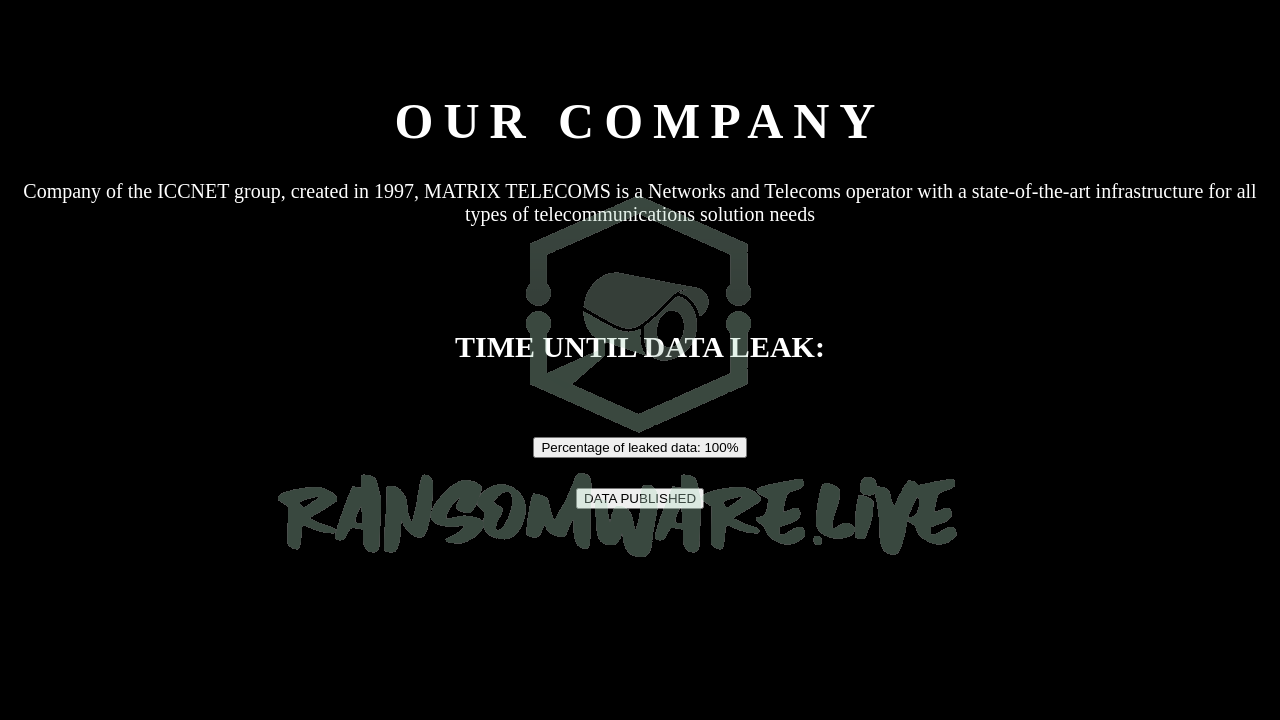 OUR COMPANY
Company of the ICCNET group, created in 1997, MATRIX TELECOMS is a Networks and Telecoms operator with a state-of-the-art infrastructure for all
types of telecommunications solution needs
TIME UNTIL DATA LEAK:
Percentage of leaked data: 100%
DATA PUBLISHED
RANSOMWARE.LIVE